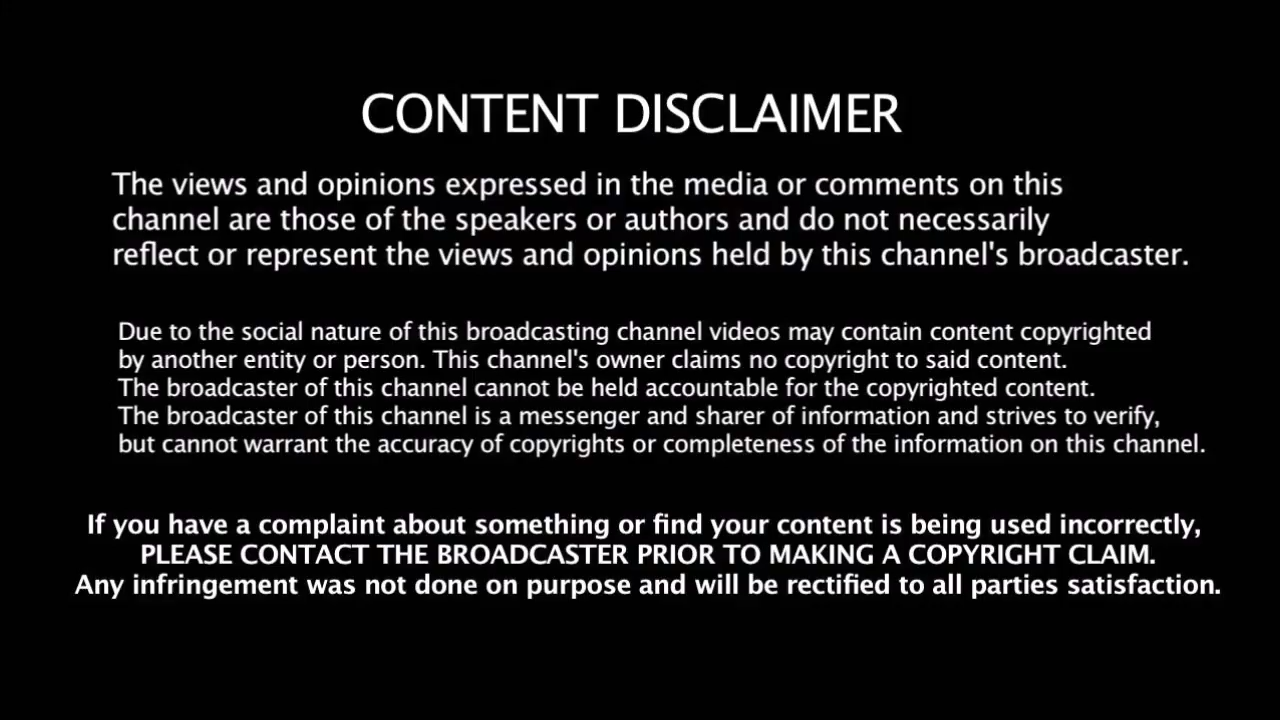 CONTENT DISCLAIMER
The views and opinions expressed in the media or comments on this
channel are those of the speakers or authors and do not necessarily
reflect or represent the views and opinions held by this channel's broadcaster.
Due to the social nature of this broadcasting channel videos may contain content copyrighted
by another entity or person. This channel's owner claims no copyright to said content.
The broadcaster of this channel cannot be held accountable for the copyrighted content.
The broadcaster of this channel is a messenger and sharer of information and strives to verify,
but cannot warrant the accuracy of copyrights or completeness of the information on this channel.
If you have a complaint about something or find your content is being used incorrectly,
PLEASE CONTACT THE BROADCASTER PRIOR TO MAKING A COPYRIGHT CLAIM.
Any infringement was not done on purpose and will be rectified to all parties satisfaction.